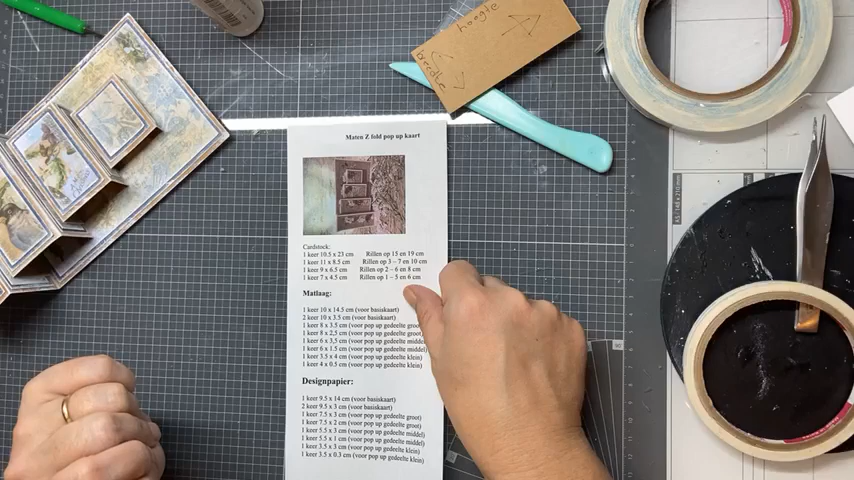 hoogte
breedte
Maten Z fold pop up kaart
Cardstock:
1 keer 10.5 x 23 cm Rillen op 15 en 19 cm
1 keer 11 x 8.5 cm Rillen op 3 – 7 en 10 cm
1 keer 9 x 6.5 cm Rillen op 2 – 6 en 8 cm
1 keer 7 x 4.5 cm Rillen op 1 – 5 en 6 cm
Matlaag:
1 keer 10 x 14.5 cm (voor basiskaart)
2 keer 10 x 3.5 cm (voor basiskaart)
1 keer 8 x 3.5 cm (voor pop up gedeelte groot)
1 keer 8 x 2,5 cm (voor pop up gedeelte groot)
1 keer 6 x 3,5 cm (voor pop up gedeelte middel)
1 keer 6 x 1.5 cm (voor pop up gedeelte middel)
1 keer 3.5 x 4 cm (voor pop up gedeelte klein)
1 keer 4 x 0.5 cm (voor pop up gedeelte klein)
Designpapier:
1 keer 9.5 x 14 cm (voor basiskaart)
2 keer 9.5 x 3 cm (voor basiskaart)
1 keer 7.5 x 3 cm (voor pop up gedeelte groot)
1 keer 7.5 x 2 cm (voor pop up gedeelte groot)
1 keer 5.5 x 3 cm (voor pop up gedeelte middel)
1 keer 5.5 x 1 cm (voor pop up gedeelte middel)
1 keer 3.5 x 3 cm (voor pop up gedeelte klein)
1 keer 3.5 x 0.3 cm (voor pop up gedeelte klein)